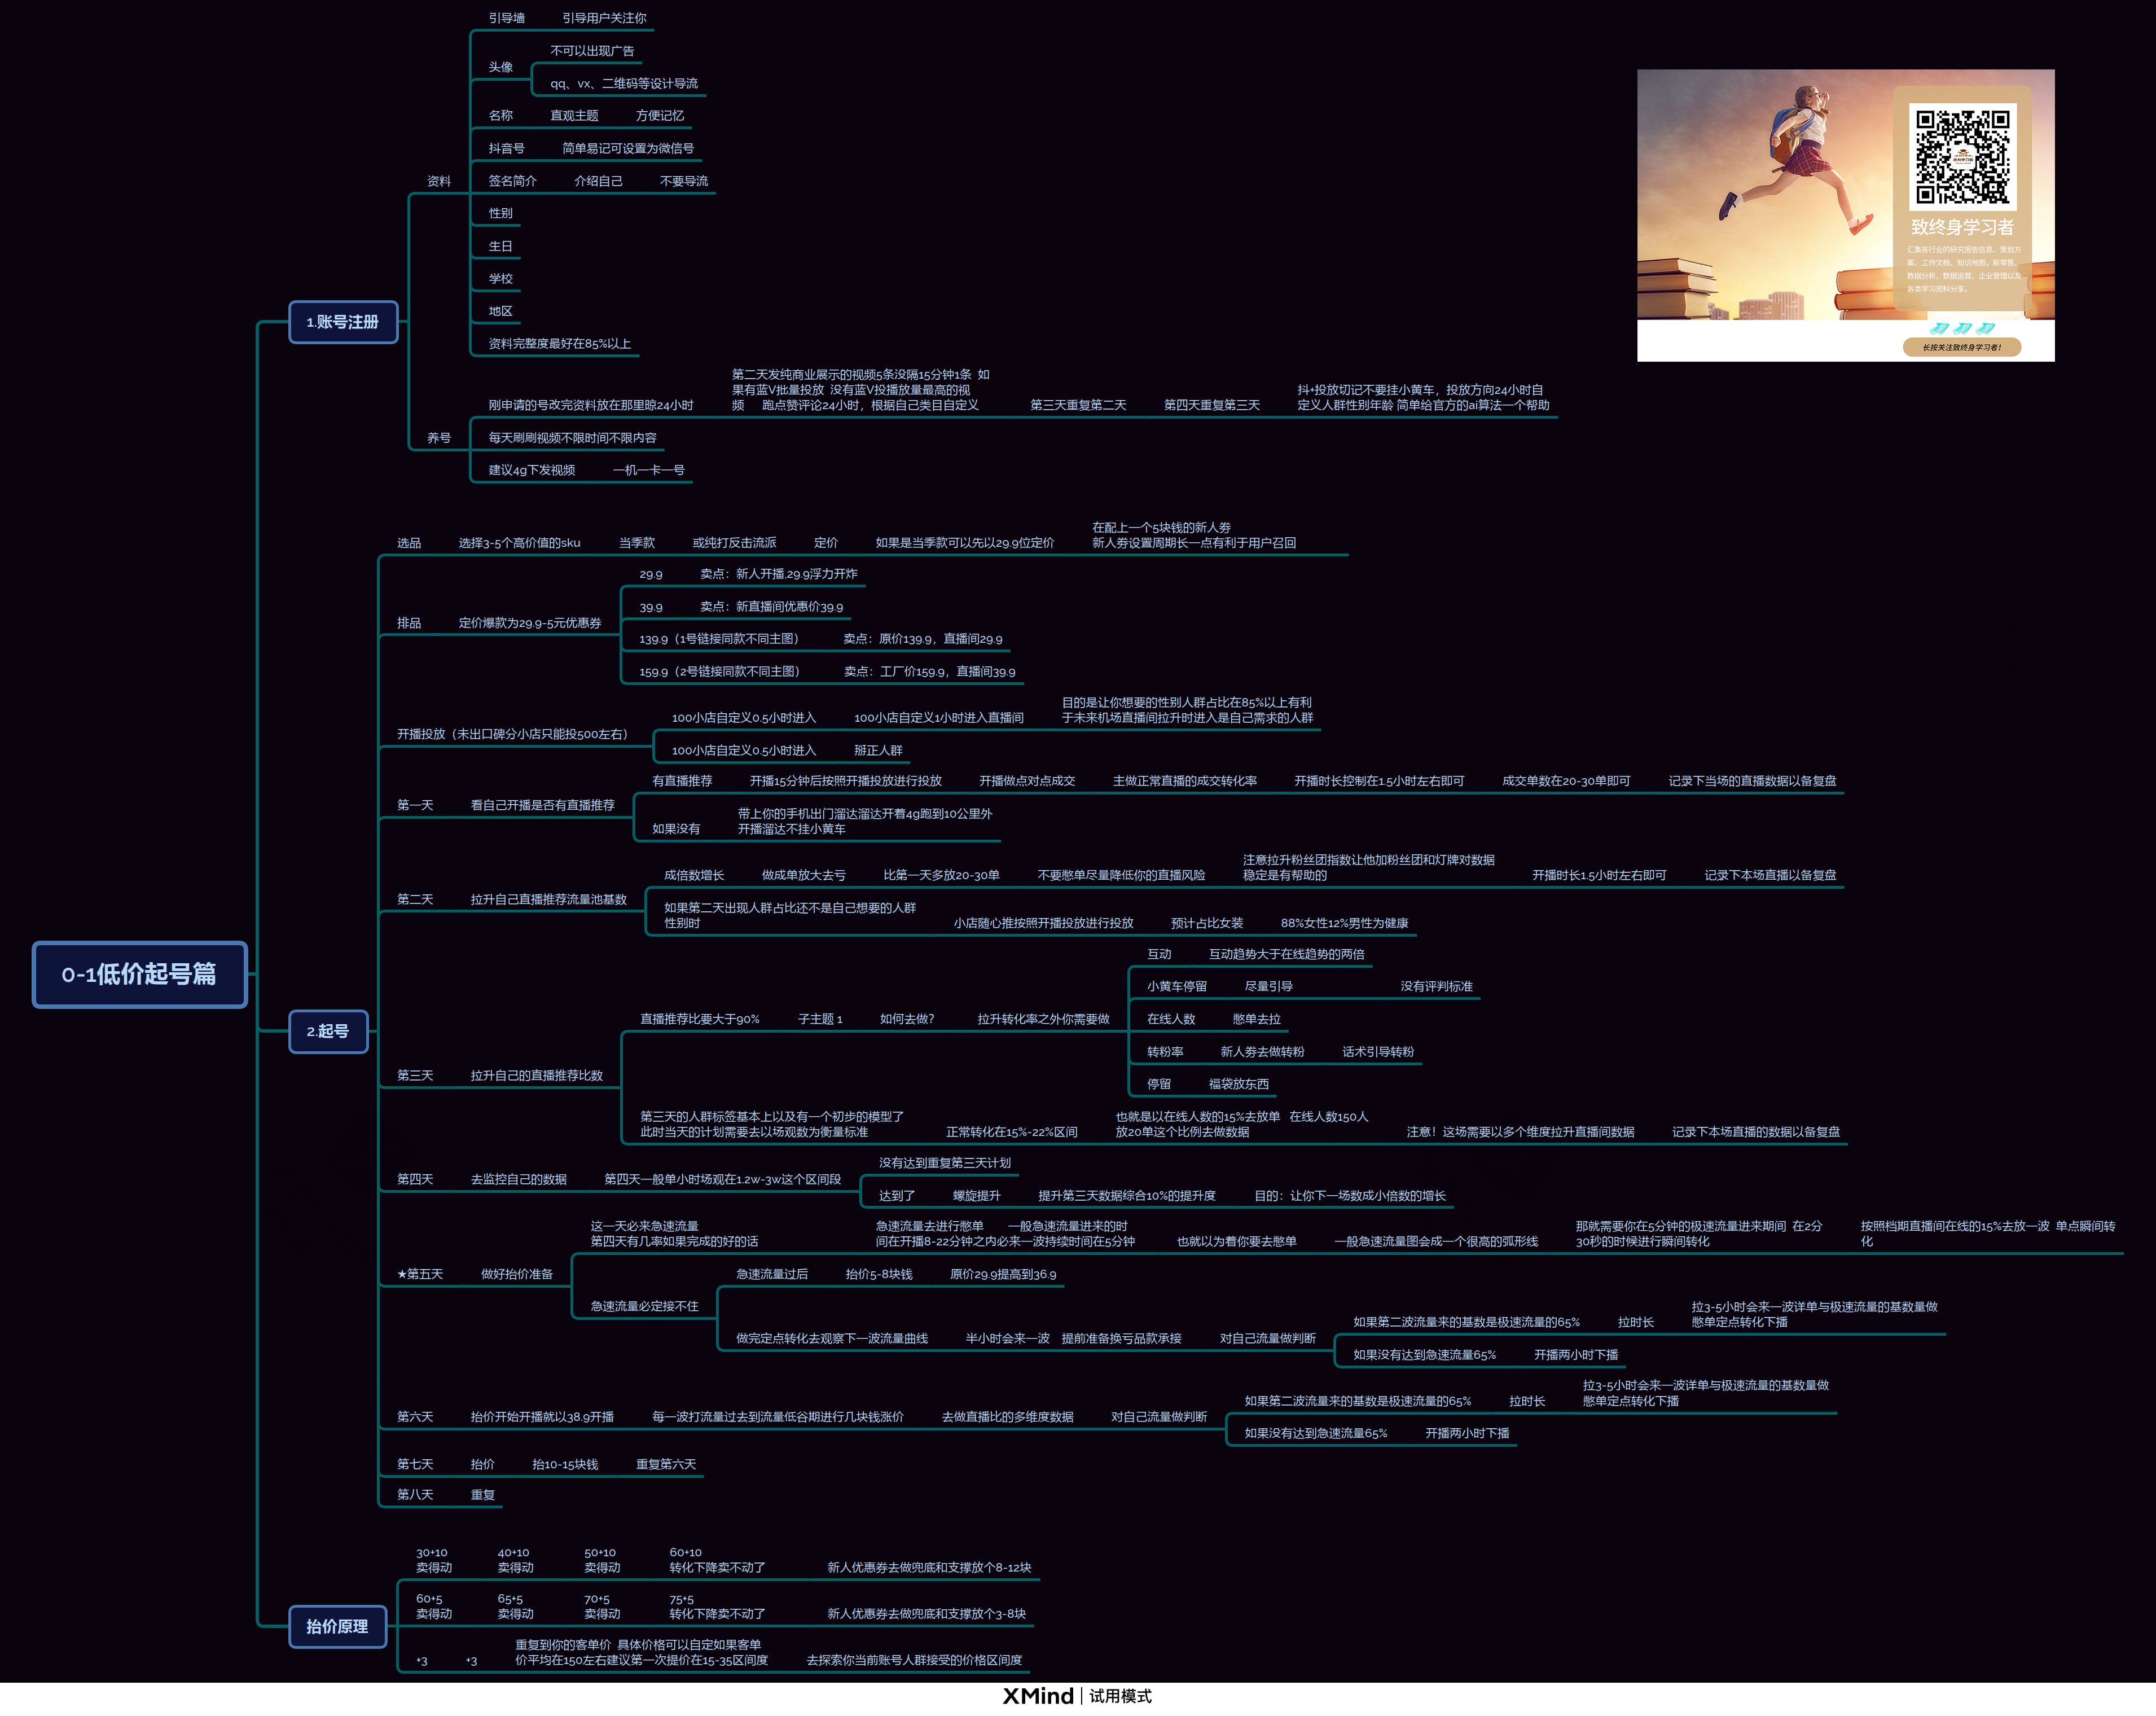 引导墙 引导用户关注你
头像
不可以出现广告
qq、vx、二维码等设计导流
名称 直观主题 方便记忆
抖音号 简单易记可设置为微信号
资料
签名简介 介绍自己 不要导流
性别
生日
学校
地区
资料完整度最好在85%以上
1.账号注册
养号
刚申请的号改完资料放在那里晾24小时
第二天发纯商业展示的视频5条没隔15分钟1条 如
果有蓝V批量投放 没有蓝V投播放量最高的视
频 跑点赞评论24小时，根据自己类目自定义
第三天重复第二天
第四天重复第三天
抖+投放切记不要挂小黄车，投放方向24小时自
定义人群性别年龄 简单给官方的ai算法一个帮助
每天刷刷视频不限时间不限内容
建议4g下发视频 一机一卡一号
致终身学习者
汇集各行业的研究报告信息、策划方
案、工作文档、知识地图、新零售、
数据分析、数据运营、企业管理以及
各类学习资料分享。
长按关注致终身学习者！
0-1低价起号篇
2.起号
选品 选择3-5个高价值的sku 当季款 或纯打反击流派 定价 如果是当季款可以先以29.9位定价
在配上一个5块钱的新人劵
新人劵设置周期长一点有利于用户召回
排品 定价爆款为29.9-5元优惠券
29.9 卖点：新人开播,29.9浮力开炸
39.9 卖点：新直播间优惠价39.9
139.9（1号链接同款不同主图） 卖点：原价139.9，直播间29.9
159.9（2号链接同款不同主图） 卖点：工厂价159.9，直播间39.9
开播投放（未出口碑分小店只能投500左右）
100小店自定义0.5小时进入 100小店自定义1小时进入直播间
目的是让你想要的性别人群占比在85%以上有利
于未来机场直播间拉升时进入是自己需求的人群
100小店自定义0.5小时进入 掰正人群
第一天 看自己开播是否有直播推荐
有直播推荐 开播15分钟后按照开播投放进行投放 开播做点对点成交 主做正常直播的成交转化率 开播时长控制在1.5小时左右即可 成交单数在20-30单即可 记录下当场的直播数据以备复盘
如果没有
带上你的手机出门溜达溜达开着4g跑到10公里外
开播溜达不挂小黄车
第二天 拉升自己直播推荐流量池基数
成倍数增长 做成单放大去亏 比第一天多放20-30单 不要憋单尽量降低你的直播风险
注意拉升粉丝团指数让他加粉丝团和灯牌对数据
稳定是有帮助的
开播时长1.5小时左右即可 记录下本场直播以备复盘
如果第二天出现人群占比还不是自己想要的人群
性别时
小店随心推按照开播投放进行投放 预计占比女装 88%女性12%男性为健康
第三天 拉升自己的直播推荐比数
直播推荐比要大于90% 子主题 1 如何去做？ 拉升转化率之外你需要做
互动 互动趋势大于在线趋势的两倍
小黄车停留 尽量引导 没有评判标准
在线人数 憋单去拉
转粉率 新人劵去做转粉 话术引导转粉
停留 福袋放东西
第三天的人群标签基本上以及有一个初步的模型了
此时当天的计划需要去以场观数为衡量标准
正常转化在15%-22%区间
也就是以在线人数的15%去放单 在线人数150人
放20单这个比例去做数据
注意！这场需要以多个维度拉升直播间数据 记录下本场直播的数据以备复盘
第四天 去监控自己的数据 第四天一般单小时场观在1.2w-3w这个区间段
没有达到重复第三天计划
达到了 螺旋提升 提升第三天数据综合10%的提升度 目的：让你下一场数成小倍数的增长
★第五天 做好抬价准备
这一天必来急速流量
第四天有几率如果完成的好的话
急速流量去进行憋单 一般急速流量进来的时
间在开播8-22分钟之内必来一波持续时间在5分钟
也就以为着你要去憋单 一般急速流量图会成一个很高的弧形线
那就需要你在5分钟的极速流量进来期间 在2分
30秒的时候进行瞬间转化
按照档期直播间在线的15%去放一波 单点瞬间转
化
急速流量必定接不住
急速流量过后 抬价5-8块钱 原价29.9提高到36.9
做完定点转化去观察下一波流量曲线 半小时会来一波 提前准备换亏品款承接 对自己流量做判断
如果第二波流量来的基数是极速流量的65% 拉时长
拉3-5小时会来一波详单与极速流量的基数量做
憋单定点转化下播
如果没有达到急速流量65% 开播两小时下播
第六天 抬价开始开播就以38.9开播 每一波打流量过去到流量低谷期进行几块钱涨价 去做直播比的多维度数据 对自己流量做判断
如果第二波流量来的基数是极速流量的65% 拉时长
拉3-5小时会来一波详单与极速流量的基数量做
憋单定点转化下播
如果没有达到急速流量65% 开播两小时下播
第七天 抬价 抬10-15块钱 重复第六天
第八天 重复
抬价原理
30+10 40+10 50+10 60+10
卖得动 卖得动 卖得动 转化下降卖不动了 新人优惠券去做兜底和支撑放个8-12块
60+5 65+5 70+5 75+5
卖得动 卖得动 卖得动 转化下降卖不动了 新人优惠券去做兜底和支撑放个3-8块
+3 +3
重复到你的客单价 具体价格可以自定如果客单
价平均在150左右建议第一次提价在15-35区间度
去探索你当前账号人群接受的价格区间度
XMind | 试用模式